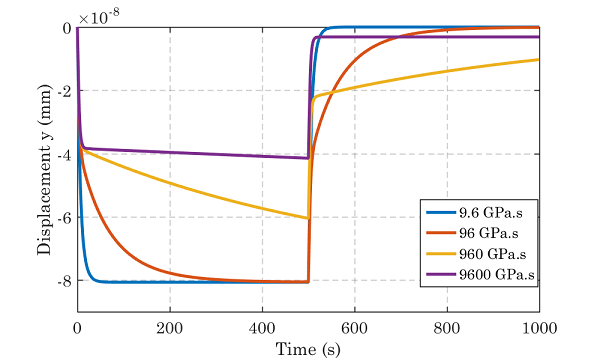 ×10⁻⁸
0
-2
-4
-6
-8
Displacement y (mm)
9.6 GPa.s
96 GPa.s
960 GPa.s
9600 GPa.s
0 200 400 600 800 1000
Time (s)